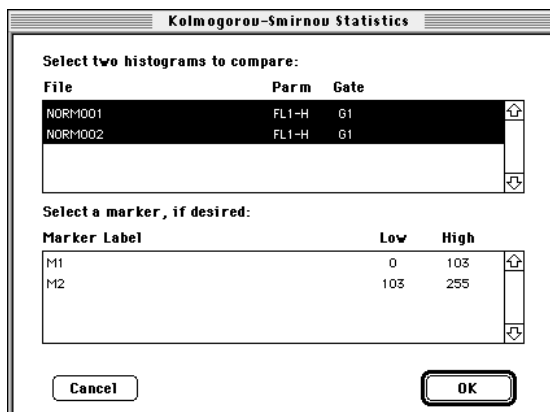 Kolmogorov-Smirnov Statistics
Select two histograms to compare:
File Parm Gate
NORM001 FL1-H G1
NORM002 FL1-H G1
Select a marker, if desired:
Marker Label Low High
M1 0 103
M2 103 255
Cancel OK